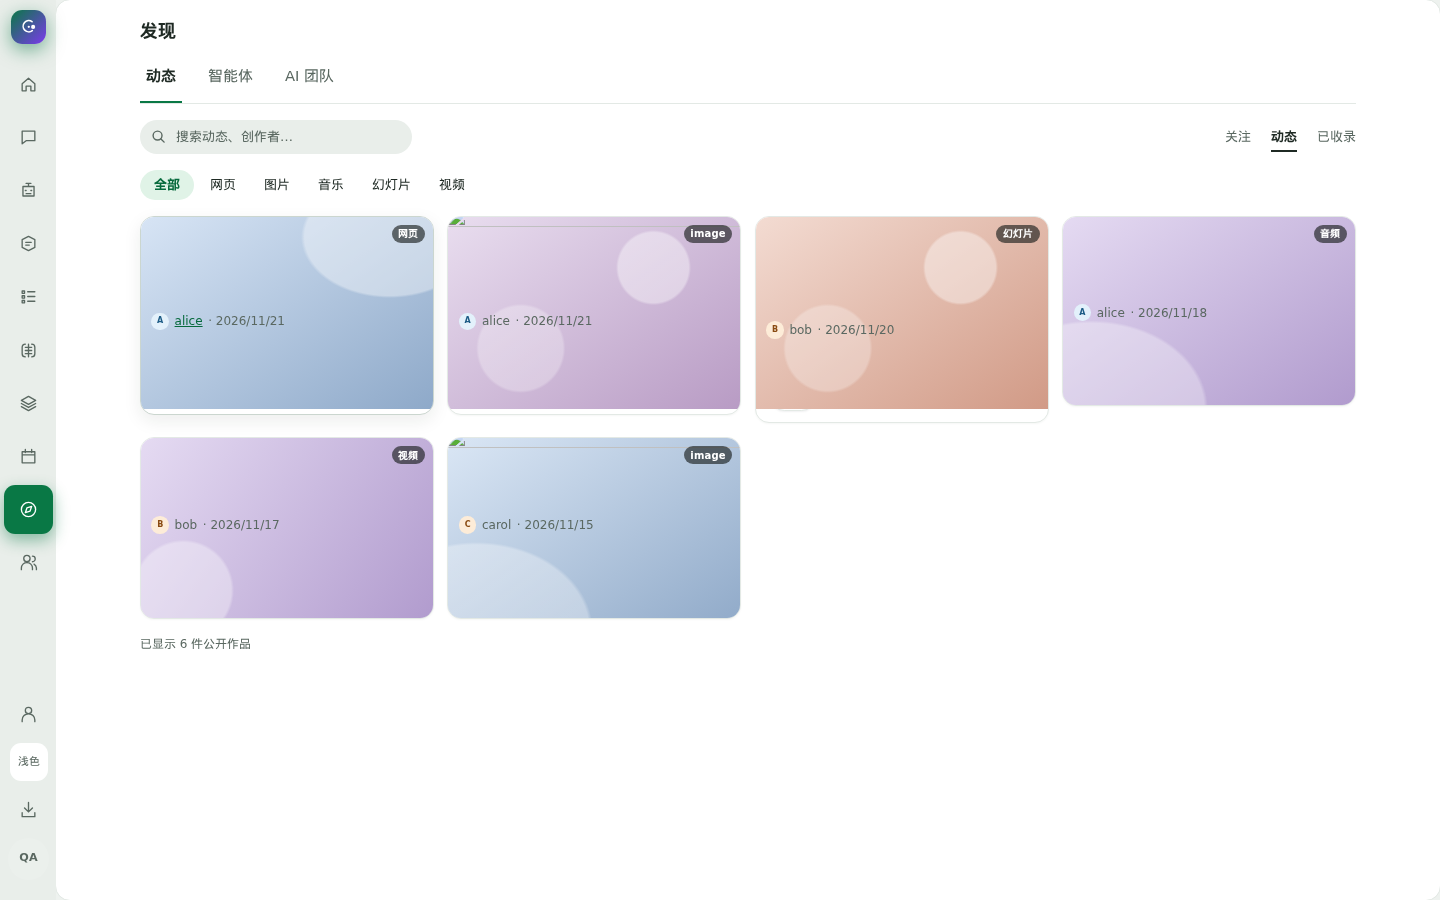 发现
动态 智能体 AI 团队
搜索动态、创作者... 关注 动态 已收录
全部 网页 图片 音乐 幻灯片 视频
网页 image 幻灯片 音频
A alice · 2026/11/21
A alice · 2026/11/21
B bob · 2026/11/20
A alice · 2026/11/18
视频 image
B bob · 2026/11/17
C carol · 2026/11/15
已显示 6 件公开作品
浅色
QA